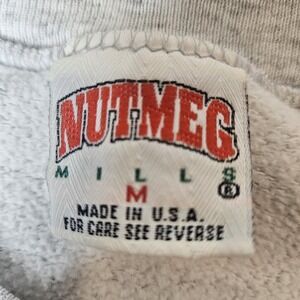 NUTMEG
MILLS ®
M
MADE IN U.S.A.
FOR CARE SEE REVERSE